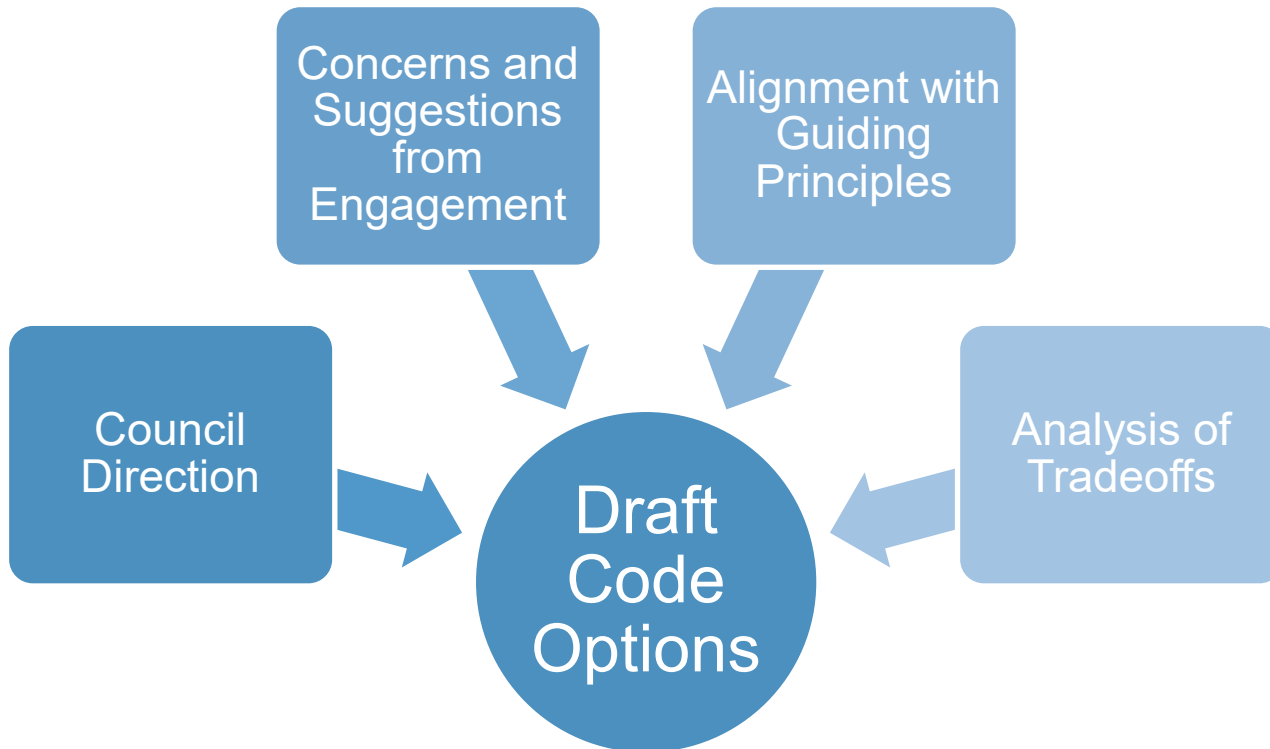 Concerns and
Suggestions
from
Engagement
Alignment with
Guiding
Principles
Council
Direction
Analysis of
Tradeoffs
Draft
Code
Options